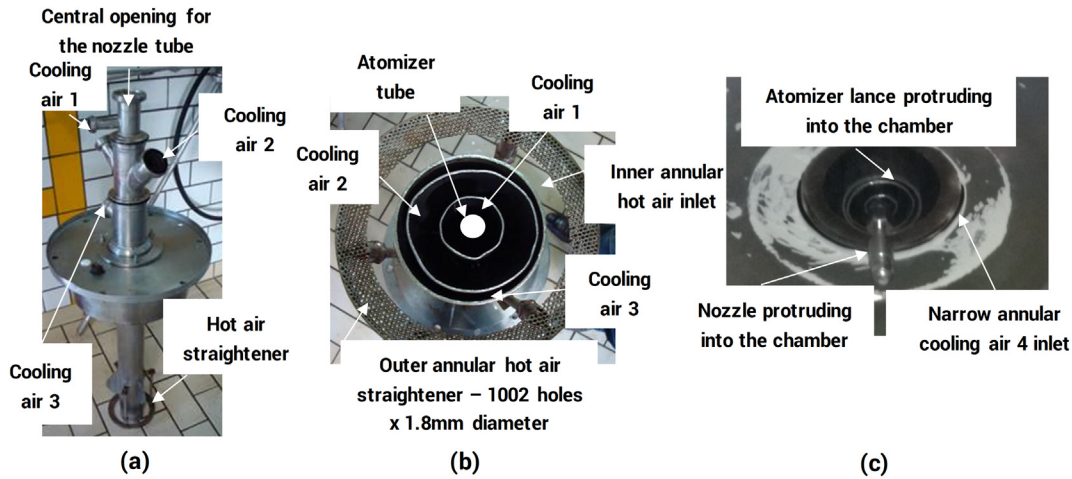 Central opening for
the nozzle tube
Cooling
air 1
Cooling
air 2
Cooling
air 3
Hot air
straightener
(a)
Atomizer
tube
Cooling
air 1
Cooling
air 2
Inner annular
hot air inlet
Cooling
air 3
Outer annular hot air
straightener – 1002 holes
x 1.8mm diameter
(b)
Atomizer lance protruding
into the chamber
Nozzle protruding
into the chamber
Narrow annular
cooling air 4 inlet
(c)